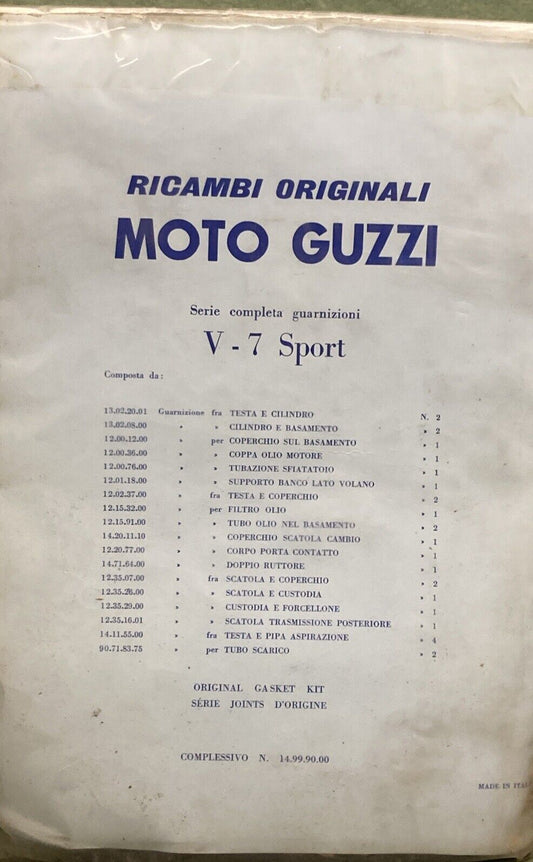 RICAMBI ORIGINALI
MOTO GUZZI
Serie completa guarnizioni
V - 7 Sport
Composta da:
13.02.20.01 Guarnizione fra TESTA E CILINDRO N. 2
13.02.08.00 » » CILINDRO E BASAMENTO » 2
12.00.12.00 » per COPERCHIO SUL BASAMENTO » 1
12.00.36.00 » » COPPA OLIO MOTORE » 1
12.00.76.00 » » TUBAZIONE SFIATATOIO » 1
12.01.18.00 » » SUPPORTO BANCO LATO VOLANO » 1
12.02.37.00 » fra TESTA E COPERCHIO » 2
12.15.32.00 » per FILTRO OLIO » 1
12.15.91.00 » » TUBO OLIO NEL BASAMENTO » 2
14.20.11.10 » » COPERCHIO SCATOLA CAMBIO » 1
12.20.77.00 » » CORPO PORTA CONTATTO » 1
14.71.64.00 » » DOPPIO RUTTORE » 1
12.35.07.00 » fra SCATOLA E COPERCHIO » 2
12.35.28.00 » » SCATOLA E CUSTODIA » 1
12.35.29.00 » » CUSTODIA E FORCELLONE » 1
12.35.16.01 » » SCATOLA TRASMISSIONE POSTERIORE » 1
14.11.55.00 » fra TESTA E PIPA ASPIRAZIONE » 4
90.71.83.75 » per TUBO SCARICO » 2
ORIGINAL GASKET KIT
SÉRIE JOINTS D'ORIGINE
COMPLESSIVO N. 14.99.90.00
MADE IN